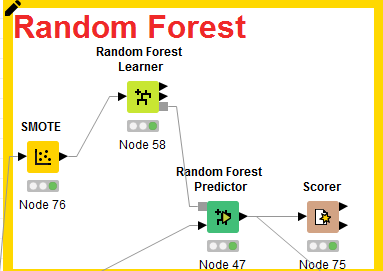 Random Forest
Random Forest
Learner
SMOTE
Node 58
Node 76
Random Forest
Predictor
Scorer
Node 47
Node 75